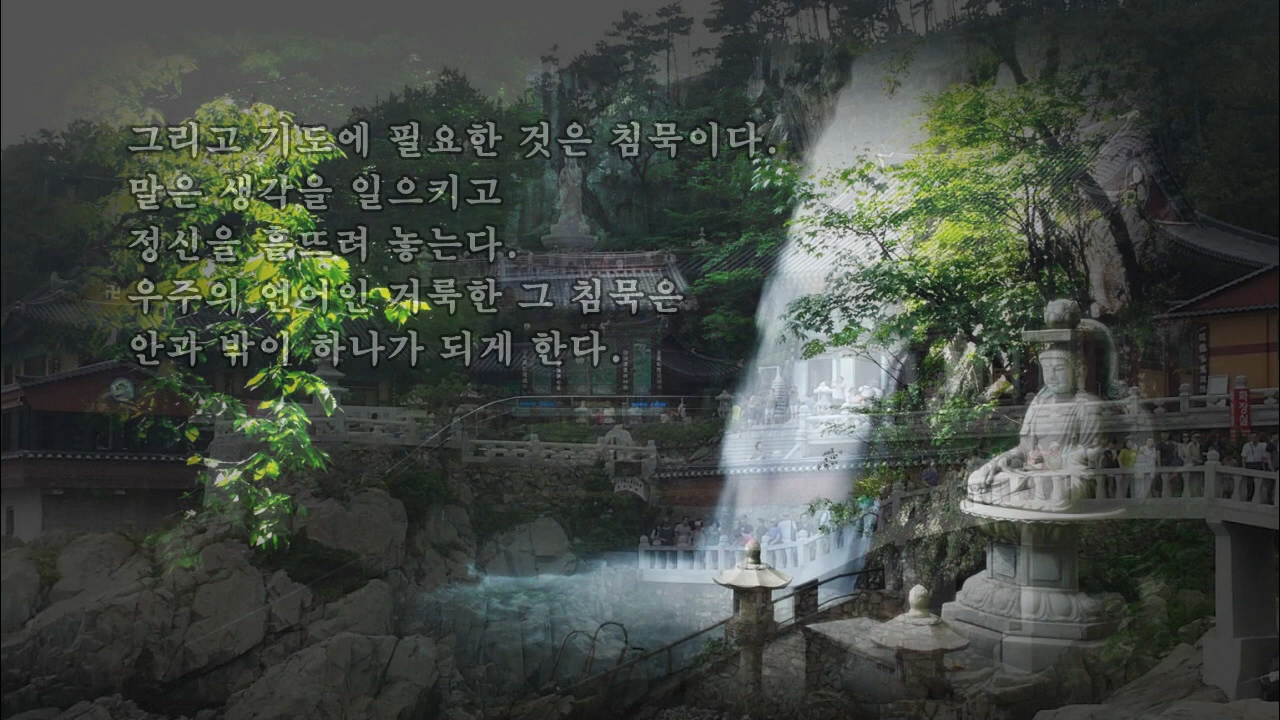 그리고 기도에 필요한 것은 침묵이다.
말은 생각을 일으키고
정신을 흩뜨려 놓는다.
우주의 언어인 거룩한 그 침묵은
안과 밖이 하나가 되게 한다.